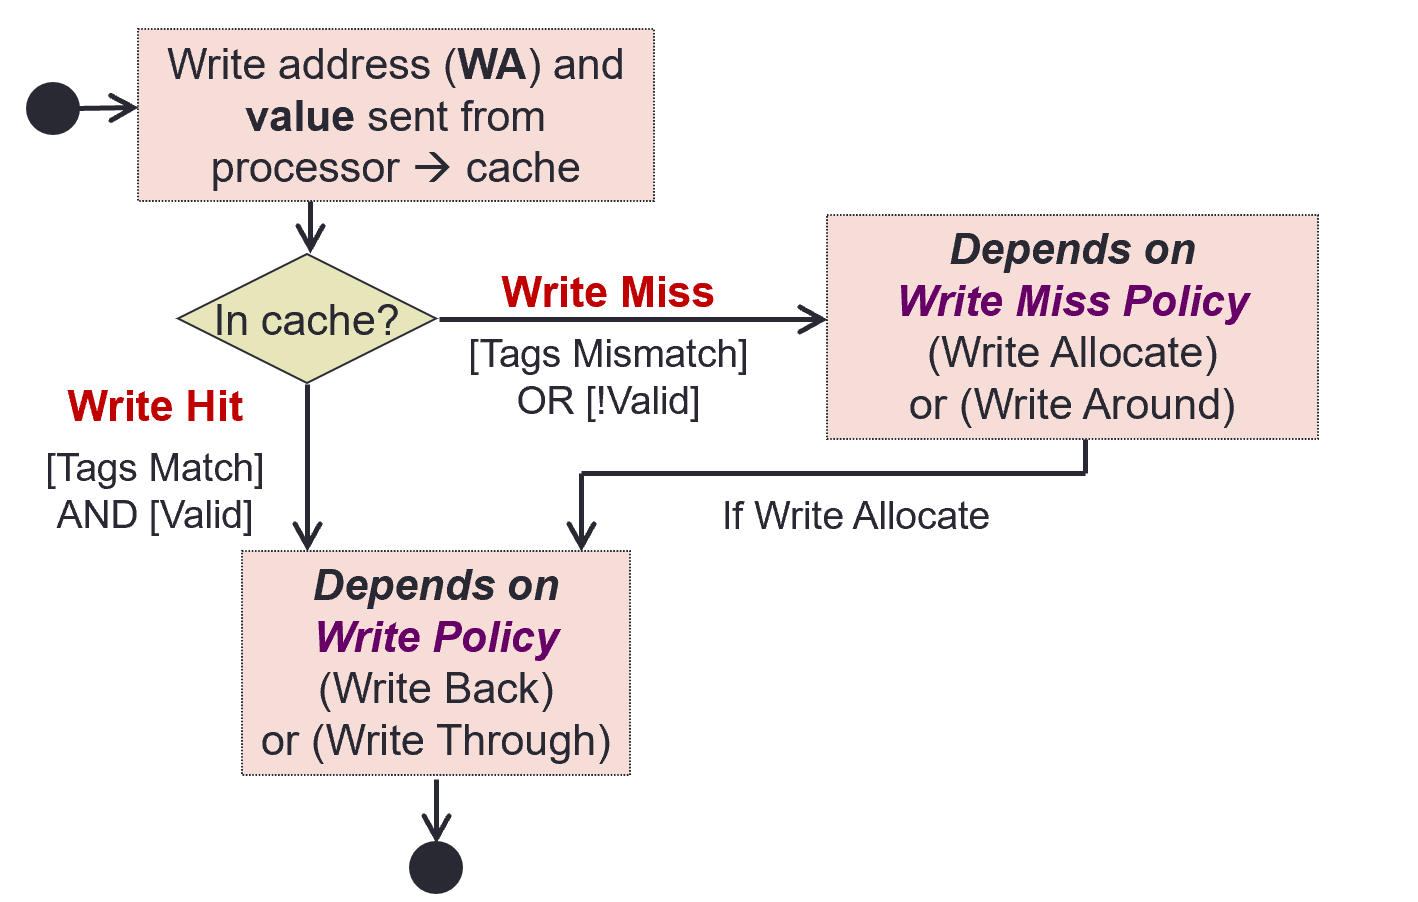 Write address (WA) and
value sent from
processor → cache
In cache?
Write Miss
[Tags Mismatch]
OR [!Valid]
Depends on
Write Miss Policy
(Write Allocate)
or (Write Around)
Write Hit
[Tags Match]
AND [Valid]
If Write Allocate
Depends on
Write Policy
(Write Back)
or (Write Through)